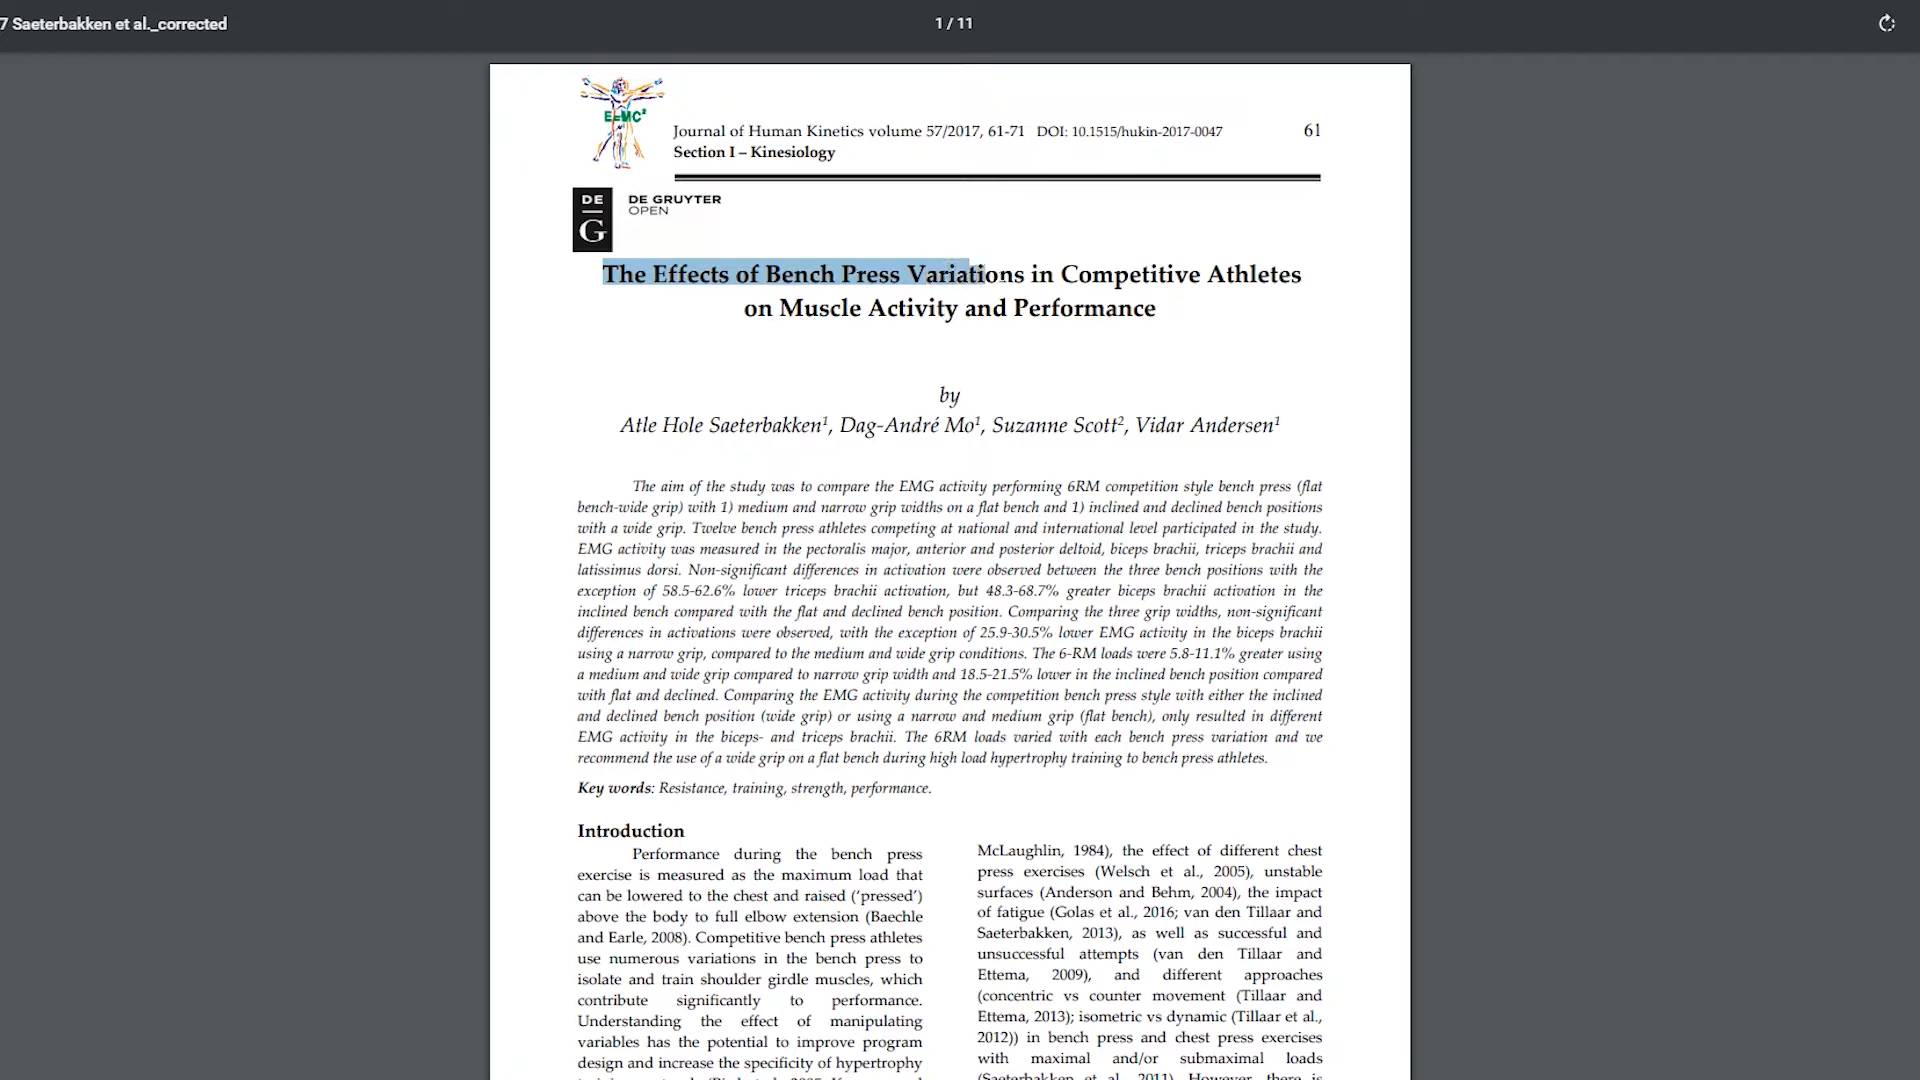 7 Saeterbakken et al._corrected
1 / 11
E=MC²
Journal of Human Kinetics volume 57/2017, 61-71 DOI: 10.1515/hukin-2017-0047
61
Section I – Kinesiology
DE
G
DE GRUYTER
OPEN
The Effects of Bench Press Variations in Competitive Athletes
on Muscle Activity and Performance
by
Atle Hole Saeterbakken¹, Dag-André Mo¹, Suzanne Scott², Vidar Andersen¹
The aim of the study was to compare the EMG activity performing 6RM competition style bench press (flat
bench-wide grip) with 1) medium and narrow grip widths on a flat bench and 1) inclined and declined bench positions
with a wide grip. Twelve bench press athletes competing at national and international level participated in the study.
EMG activity was measured in the pectoralis major, anterior and posterior deltoid, biceps brachii, triceps brachii and
latissimus dorsi. Non-significant differences in activation were observed between the three bench positions with the
exception of 58.5-62.6% lower triceps brachii activation, but 48.3-68.7% greater biceps brachii activation in the
inclined bench compared with the flat and declined bench position. Comparing the three grip widths, non-significant
differences in activations were observed, with the exception of 25.9-30.5% lower EMG activity in the biceps brachii
using a narrow grip, compared to the medium and wide grip conditions. The 6-RM loads were 5.8-11.1% greater using
a medium and wide grip compared to narrow grip width and 18.5-21.5% lower in the inclined bench position compared
with flat and declined. Comparing the EMG activity during the competition bench press style with either the inclined
and declined bench position (wide grip) or using a narrow and medium grip (flat bench), only resulted in different
EMG activity in the biceps- and triceps brachii. The 6RM loads varied with each bench press variation and we
recommend the use of a wide grip on a flat bench during high load hypertrophy training to bench press athletes.
Key words: Resistance, training, strength, performance.
Introduction
Performance during the bench press
exercise is measured as the maximum load that
can be lowered to the chest and raised (‘pressed’)
above the body to full elbow extension (Baechle
and Earle, 2008). Competitive bench press athletes
use numerous variations in the bench press to
isolate and train shoulder girdle muscles, which
contribute significantly to performance.
Understanding the effect of manipulating
variables has the potential to improve program
design and increase the specificity of hypertrophy
McLaughlin, 1984), the effect of different chest
press exercises (Welsch et al., 2005), unstable
surfaces (Anderson and Behm, 2004), the impact
of fatigue (Golas et al., 2016; van den Tillaar and
Saeterbakken, 2013), as well as successful and
unsuccessful attempts (van den Tillaar and
Ettema, 2009), and different approaches
(concentric vs counter movement (Tillaar and
Ettema, 2013); isometric vs dynamic (Tillaar et al.,
2012)) in bench press and chest press exercises
with maximal and/or submaximal loads
(Saeterbakken et al., 2011). However, there is